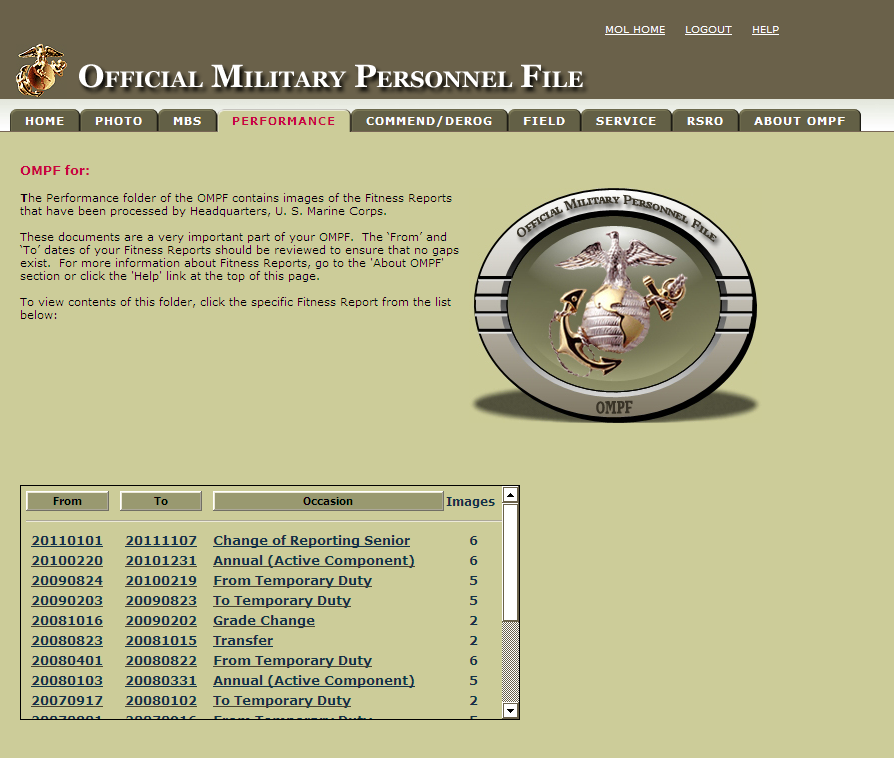 MOL HOME LOGOUT HELP
Official Military Personnel File
HOME PHOTO MBS PERFORMANCE COMMEND/DEROG FIELD SERVICE RSRO ABOUT OMPF
OMPF for:
The Performance folder of the OMPF contains images of the Fitness Reports
that have been processed by Headquarters, U. S. Marine Corps.
These documents are a very important part of your OMPF.  The ‘From’ and
‘To’ dates of your Fitness Reports should be reviewed to ensure that no gaps
exist.  For more information about Fitness Reports, go to the 'About OMPF'
section or click the 'Help' link at the top of this page.
To view contents of this folder, click the specific Fitness Report from the list
below:
Official Military Personnel File
OMPF
From To Occasion Images
20110101 20111107 Change of Reporting Senior 6
20100220 20101231 Annual (Active Component) 6
20090824 20100219 From Temporary Duty 5
20090203 20090823 To Temporary Duty 5
20081016 20090202 Grade Change 2
20080823 20081015 Transfer 2
20080401 20080822 From Temporary Duty 6
20080103 20080331 Annual (Active Component) 5
20070917 20080102 To Temporary Duty 2
From Temporary Duty 5